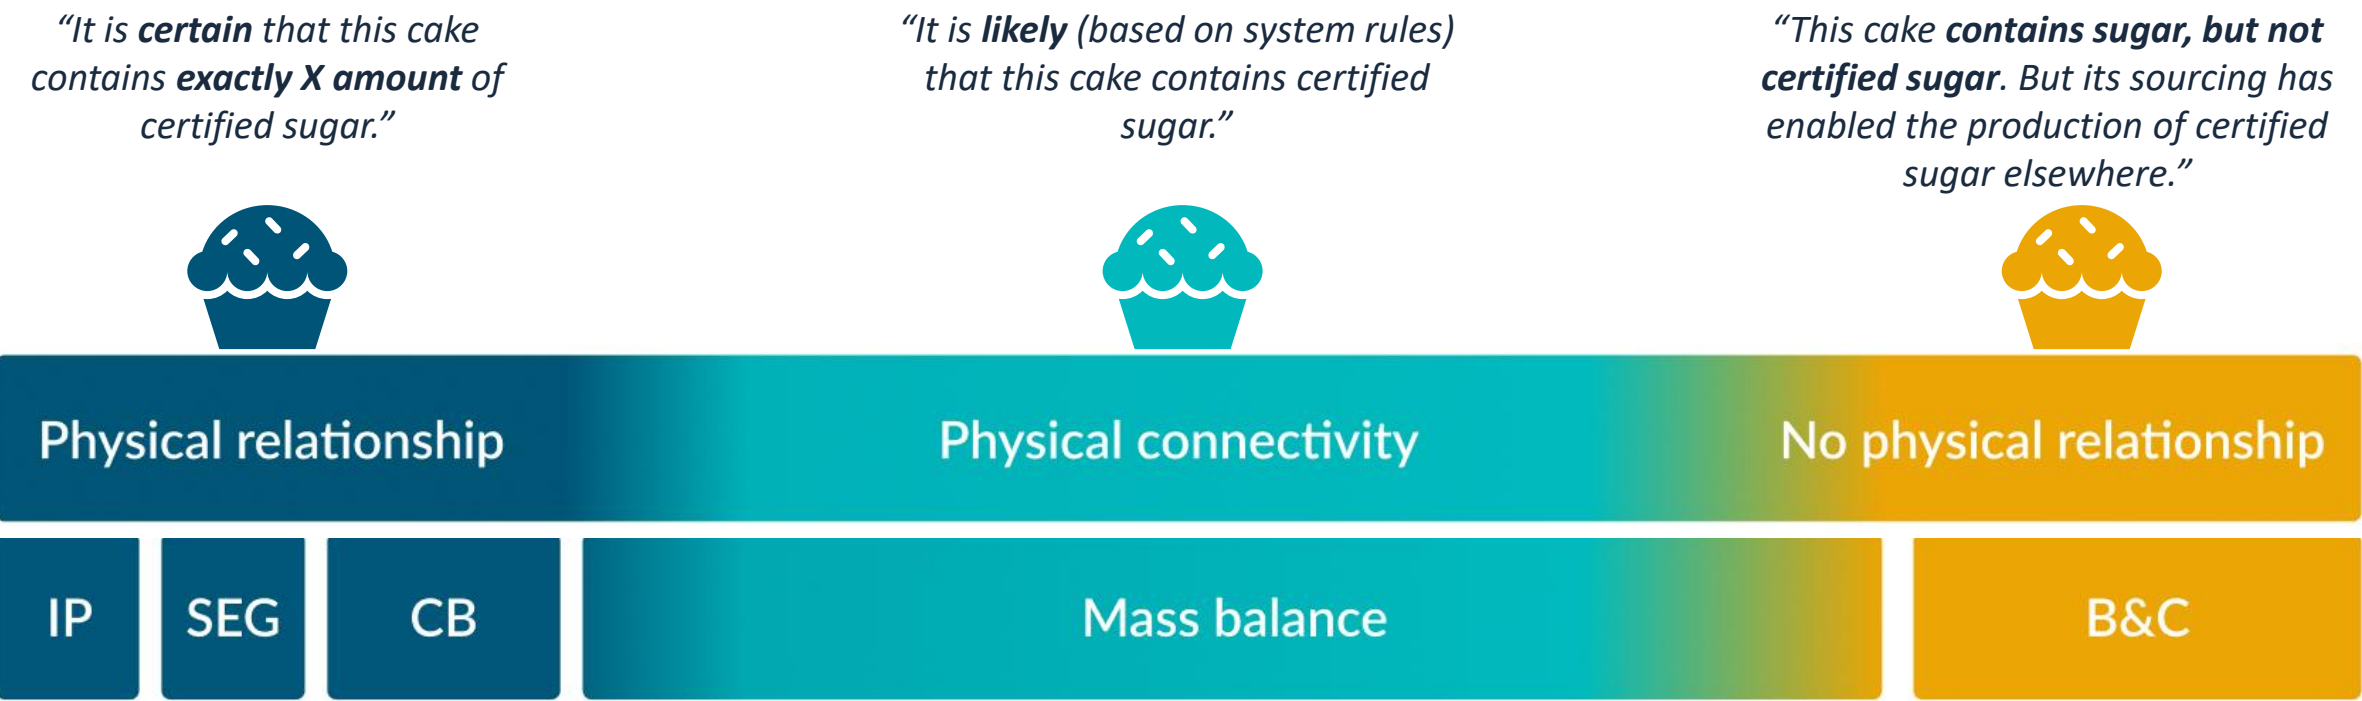 “It is certain that this cake
contains exactly X amount of
certified sugar.”
“It is likely (based on system rules)
that this cake contains certified
sugar.”
“This cake contains sugar, but not
certified sugar. But its sourcing has
enabled the production of certified
sugar elsewhere.”
Physical relationship
Physical connectivity
No physical relationship
IP
SEG
CB
Mass balance
B&C